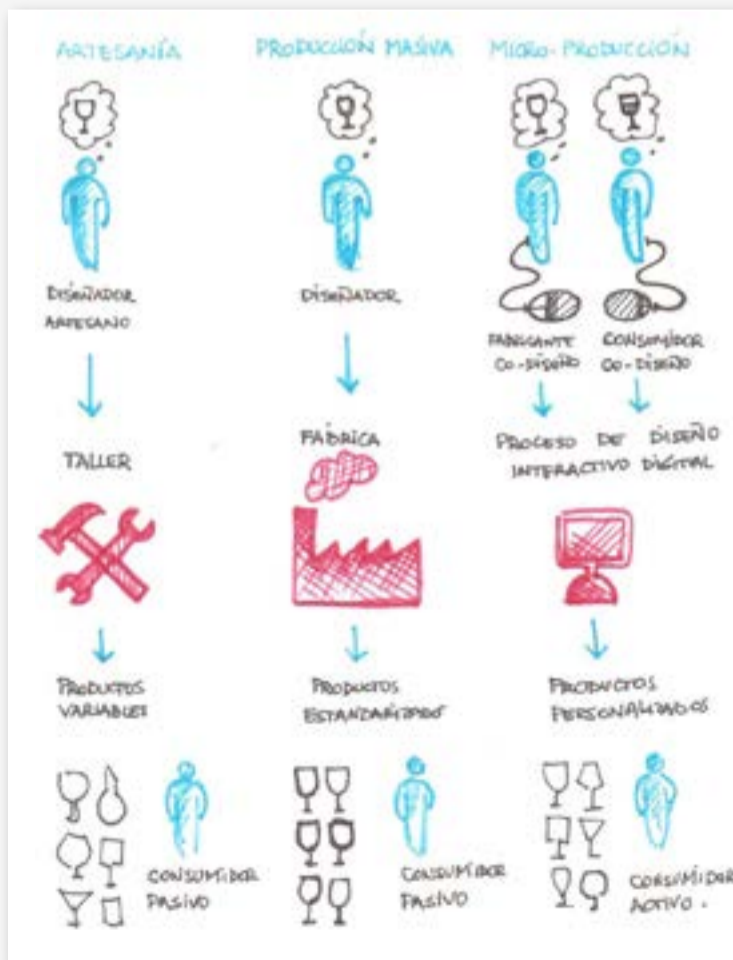 ARTESANÍA
PRODUCCIÓN MASIVA
MICRO-PRODUCCIÓN
DISEÑADOR
ARTESANO
DISEÑADOR
FABRICANTE
CO-DISEÑO
CONSUMIDOR
CO-DISEÑO
TALLER
FÁBRICA
PROCESO DE DISEÑO
INTERACTIVO DIGITAL
PRODUCTOS
VARIABLES
PRODUCTOS
ESTANDARIZADO
PRODUCTOS
PERSONALIZADOS
CONSUMIDOR
PASIVO
CONSUMIDOR
PASIVO
CONSUMIDOR
ACTIVO.